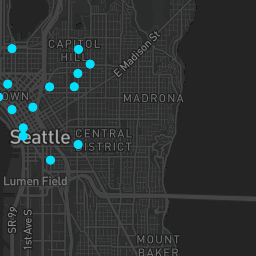 CAPITOL
HILL
E Madison St
OWN
MADRONA
Seattle
CENTRAL
DISTRICT
Lumen Field
SR 99
1st Ave S
MOUNT
BAKER